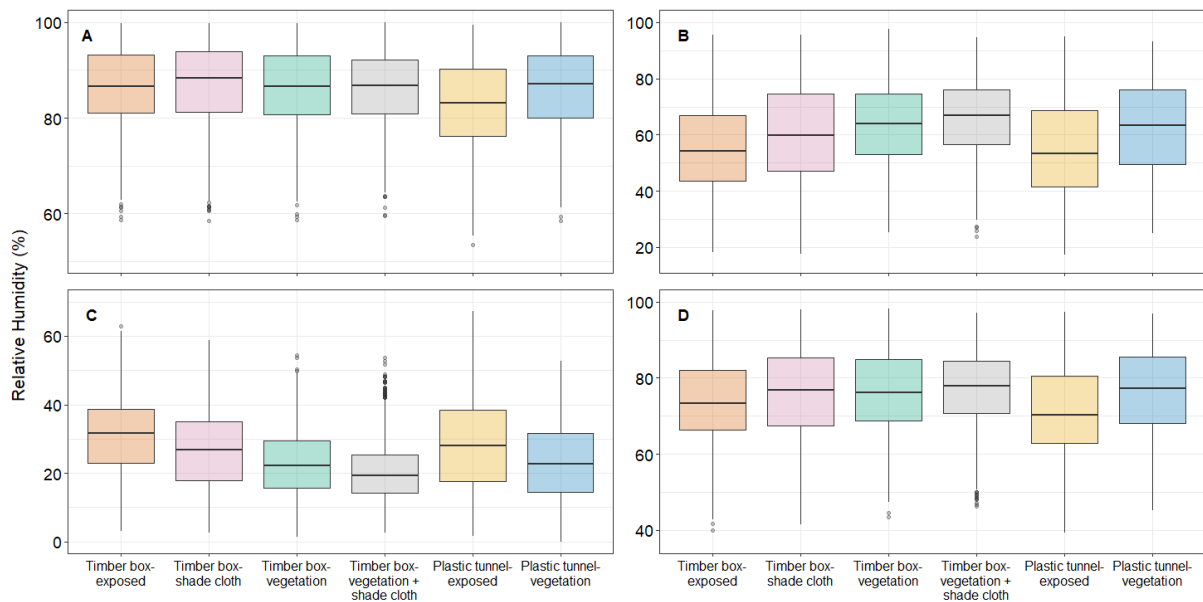 Relative Humidity (%)
A
100
80
60
B
100
80
60
40
20
C
60
40
20
0
D
100
80
60
40
Timber box-
exposed
Timber box-
shade cloth
Timber box-
vegetation
Timber box-
vegetation +
shade cloth
Plastic tunnel-
exposed
Plastic tunnel-
vegetation
Timber box-
exposed
Timber box-
shade cloth
Timber box-
vegetation
Timber box-
vegetation +
shade cloth
Plastic tunnel-
exposed
Plastic tunnel-
vegetation